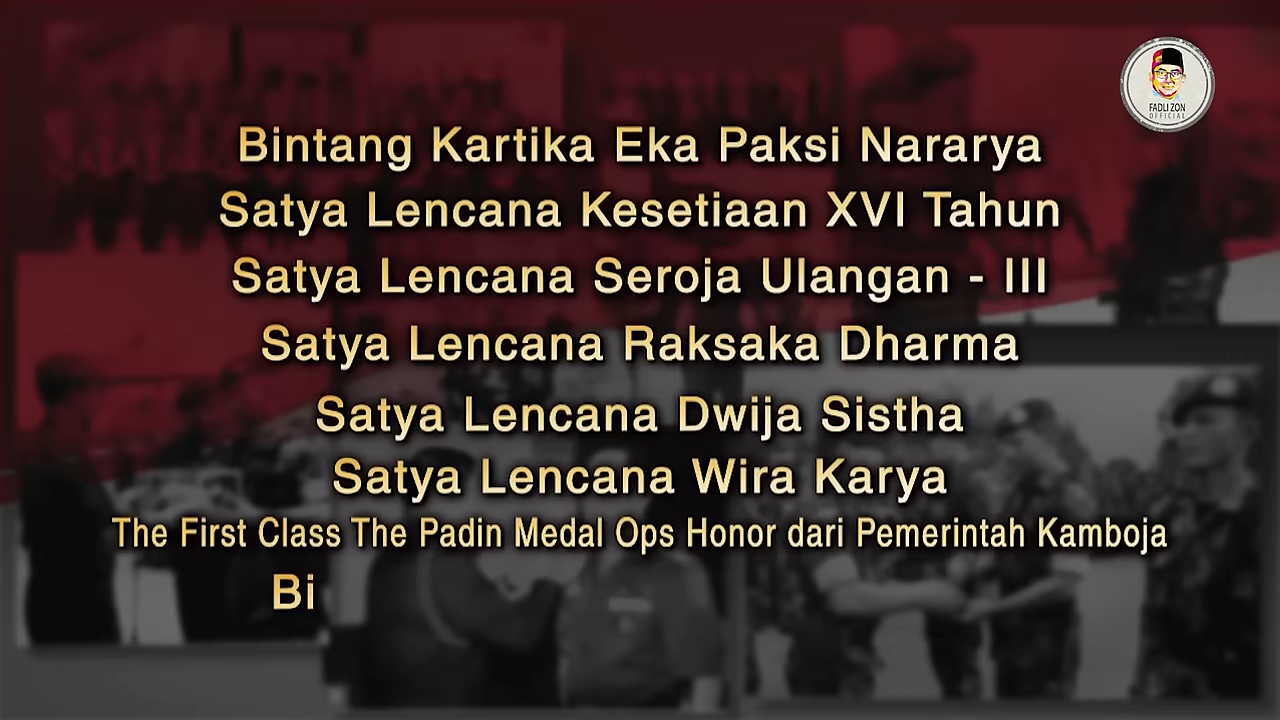 FADLI ZON
OFFICIAL
Bintang Kartika Eka Paksi Nararya
Satya Lencana Kesetiaan XVI Tahun
Satya Lencana Seroja Ulangan - III
Satya Lencana Raksaka Dharma
Satya Lencana Dwija Sistha
Satya Lencana Wira Karya
The First Class The Padin Medal Ops Honor dari Pemerintah Kamboja
Bi